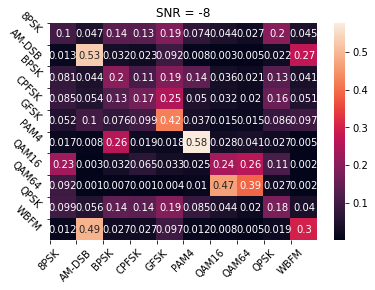 SNR = -8
8PSK 0.1 0.047 0.14 0.13 0.19 0.074 0.044 0.027 0.2 0.045
AM-DSB 0.013 0.53 0.032 0.023 0.092 0.008 0.003 0.005 0.022 0.27
BPSK 0.081 0.044 0.2 0.11 0.19 0.14 0.036 0.021 0.13 0.041
CPFSK 0.085 0.054 0.13 0.17 0.25 0.05 0.032 0.02 0.16 0.051
GFSK 0.052 0.1 0.076 0.099 0.42 0.037 0.015 0.015 0.086 0.097
PAM4 0.017 0.008 0.26 0.019 0.018 0.58 0.028 0.041 0.027 0.005
QAM16 0.23 0.003 0.032 0.065 0.033 0.025 0.24 0.26 0.11 0.002
QAM64 0.092 0.001 0.007 0.001 0.004 0.01 0.47 0.39 0.027 0.002
QPSK 0.099 0.056 0.14 0.14 0.19 0.085 0.044 0.02 0.18 0.04
WBFM 0.012 0.49 0.027 0.027 0.097 0.012 0.008 0.005 0.019 0.3
8PSK AM-DSB BPSK CPFSK GFSK PAM4 QAM16 QAM64 QPSK WBFM
0.5
0.4
0.3
0.2
0.1